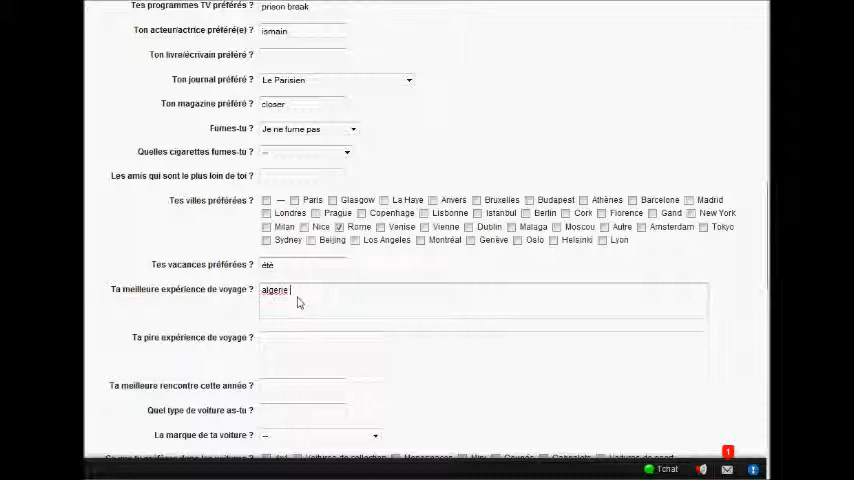 Tes programmes TV préférés ? prison break
Ton acteur/actrice préféré(e) ? ismain
Ton livre/écrivain préféré ?
Ton journal préféré ? Le Parisien
Ton magazine préféré ? closer
Fumes-tu ? Je ne fume pas
Quelles cigarettes fumes-tu ? --
Les amis qui sont le plus loin de toi ?
Tes villes préférées ? — Paris Glasgow La Haye Anvers Bruxelles Budapest Athènes Barcelone Madrid
Londres Prague Copenhague Lisbonne Istanbul Berlin Cork Florence Gand New York
Milan Nice Rome Venise Vienne Dublin Malaga Moscou Autre Amsterdam Tokyo
Sydney Beijing Los Angeles Montréal Genève Oslo Helsinki Lyon
Tes vacances préférées ? été
Ta meilleure expérience de voyage ? algerie
Ta pire expérience de voyage ?
Ta meilleure rencontre cette année ?
Quel type de voiture as-tu ?
La marque de ta voiture ? --
1
Tchat